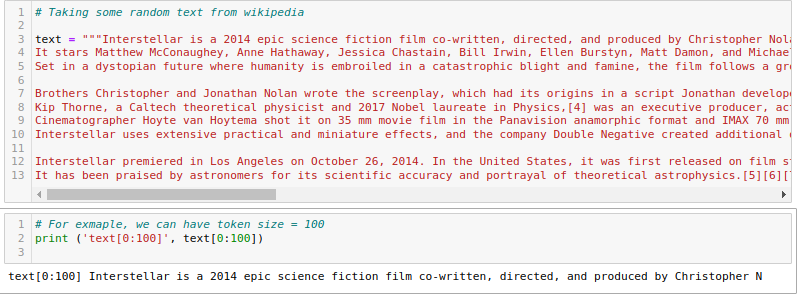 1 # Taking some random text from wikipedia
2
3 text = """Interstellar is a 2014 epic science fiction film co-written, directed, and produced by Christopher Nol
4 It stars Matthew McConaughey, Anne Hathaway, Jessica Chastain, Bill Irwin, Ellen Burstyn, Matt Damon, and Michae
5 Set in a dystopian future where humanity is embroiled in a catastrophic blight and famine, the film follows a gr
6
7 Brothers Christopher and Jonathan Nolan wrote the screenplay, which had its origins in a script Jonathan develope
8 Kip Thorne, a Caltech theoretical physicist and 2017 Nobel laureate in Physics,[4] was an executive producer, ac
9 Cinematographer Hoyte van Hoytema shot it on 35 mm movie film in the Panavision anamorphic format and IMAX 70 mm
10 Interstellar uses extensive practical and miniature effects, and the company Double Negative created additional
11
12 Interstellar premiered in Los Angeles on October 26, 2014. In the United States, it was first released on film s
13 It has been praised by astronomers for its scientific accuracy and portrayal of theoretical astrophysics.[5][6][
1 # For exmaple, we can have token size = 100
2 print ('text[0:100]', text[0:100])
3
text[0:100] Interstellar is a 2014 epic science fiction film co-written, directed, and produced by Christopher N